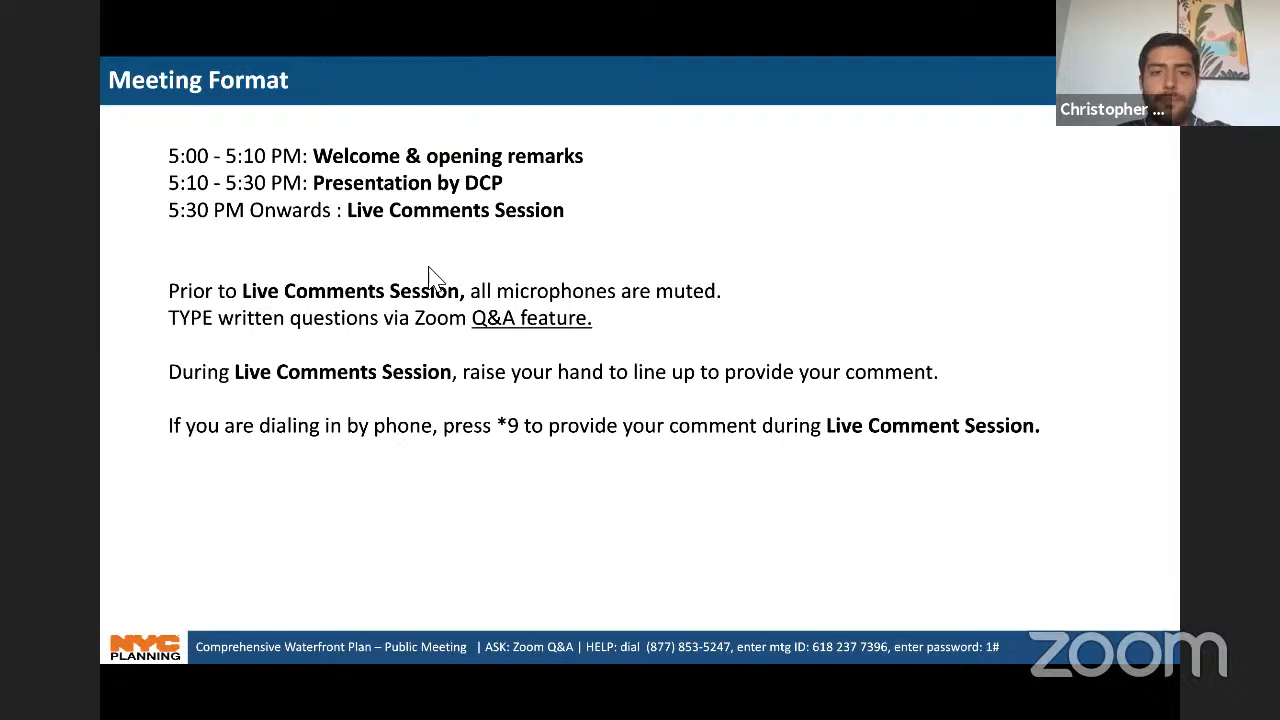 Meeting Format
Christopher ...
5:00 - 5:10 PM: Welcome & opening remarks
5:10 - 5:30 PM: Presentation by DCP
5:30 PM Onwards : Live Comments Session
Prior to Live Comments Session, all microphones are muted.
TYPE written questions via Zoom Q&A feature.
During Live Comments Session, raise your hand to line up to provide your comment.
If you are dialing in by phone, press *9 to provide your comment during Live Comment Session.
NYC
PLANNING
Comprehensive Waterfront Plan – Public Meeting | ASK: Zoom Q&A | HELP: dial (877) 853-5247, enter mtg ID: 618 237 7396, enter password: 1#
zoom